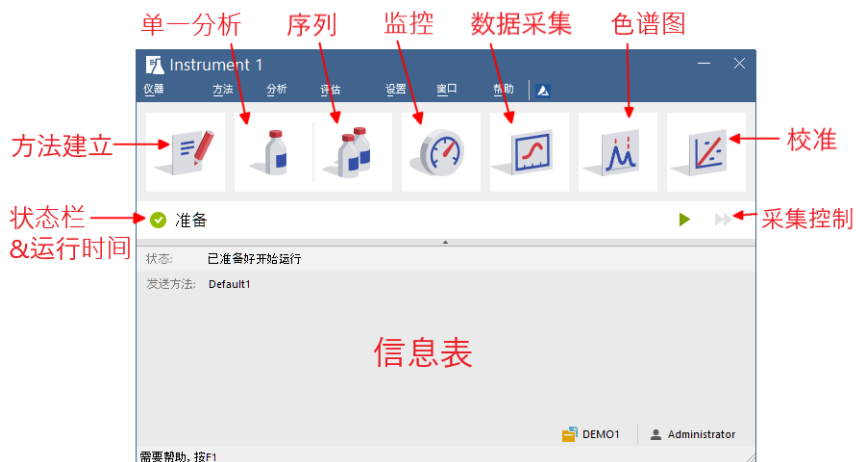 单一分析 序列 监控 数据采集 色谱图
Instrument 1
仪器 方法 分析 评估 设置 窗口 帮助
方法建立
校准
状态栏
&运行时间
准备
采集控制
状态: 已准备好开始运行
发送方法: Default1
信息表
DEMO1 Administrator
需要帮助, 按F1